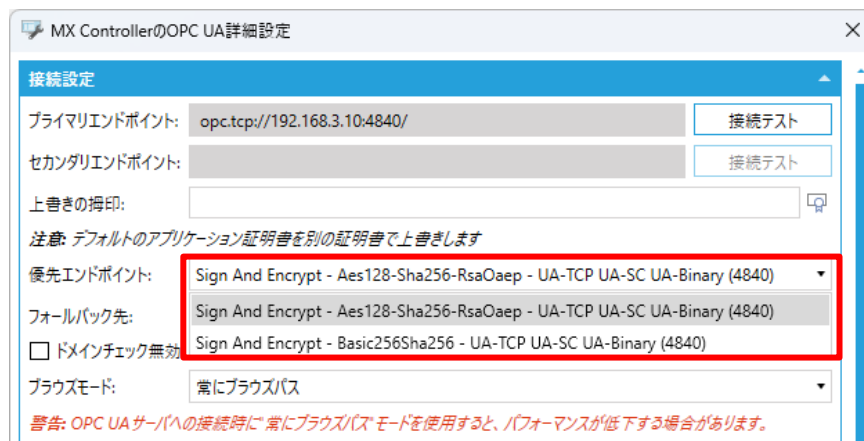 MX ControllerのOPC UA詳細設定
接続設定
プライマリエンドポイント: opc.tcp://192.168.3.10:4840/ 接続テスト
セカンダリエンドポイント: 接続テスト
上書きの拇印:
注意: デフォルトのアプリケーション証明書を別の証明書で上書きします
優先エンドポイント: Sign And Encrypt - Aes128-Sha256-RsaOaep - UA-TCP UA-SC UA-Binary (4840)
フォールバック先: Sign And Encrypt - Aes128-Sha256-RsaOaep - UA-TCP UA-SC UA-Binary (4840)
ドメインチェック無効 Sign And Encrypt - Basic256Sha256 - UA-TCP UA-SC UA-Binary (4840)
ブラウズモード: 常にブラウズパス
警告: OPC UAサーバへの接続時に"常にブラウズパス"モードを使用すると、パフォーマンスが低下する場合があります。